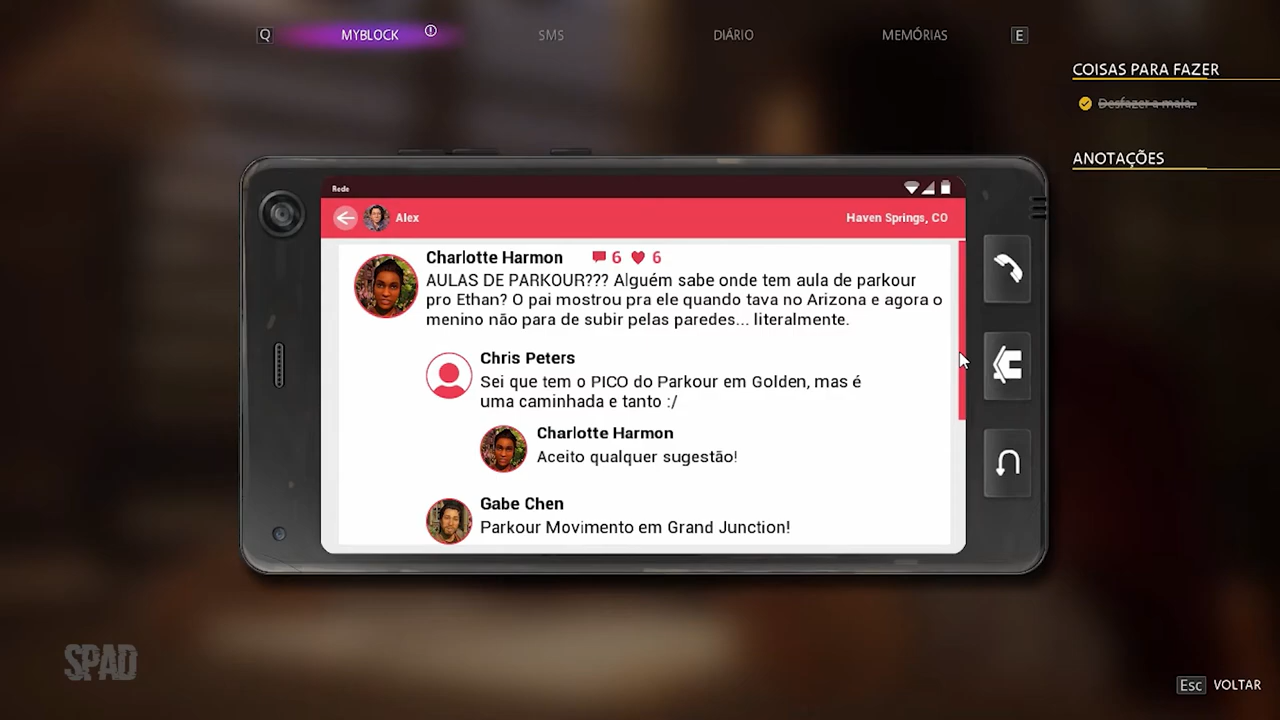 Q MYBLOCK SMS DIÁRIO MEMÓRIAS E
COISAS PARA FAZER
Desfazer a mala.
ANOTAÇÕES
Rede
Alex Haven Springs, CO
Charlotte Harmon 6 6
AULAS DE PARKOUR??? Alguém sabe onde tem aula de parkour
pro Ethan? O pai mostrou pra ele quando tava no Arizona e agora o
menino não para de subir pelas paredes... literalmente.
Chris Peters
Sei que tem o PICO do Parkour em Golden, mas é
uma caminhada e tanto :/
Charlotte Harmon
Aceito qualquer sugestão!
Gabe Chen
Parkour Movimento em Grand Junction!
SPAD
Esc VOLTAR